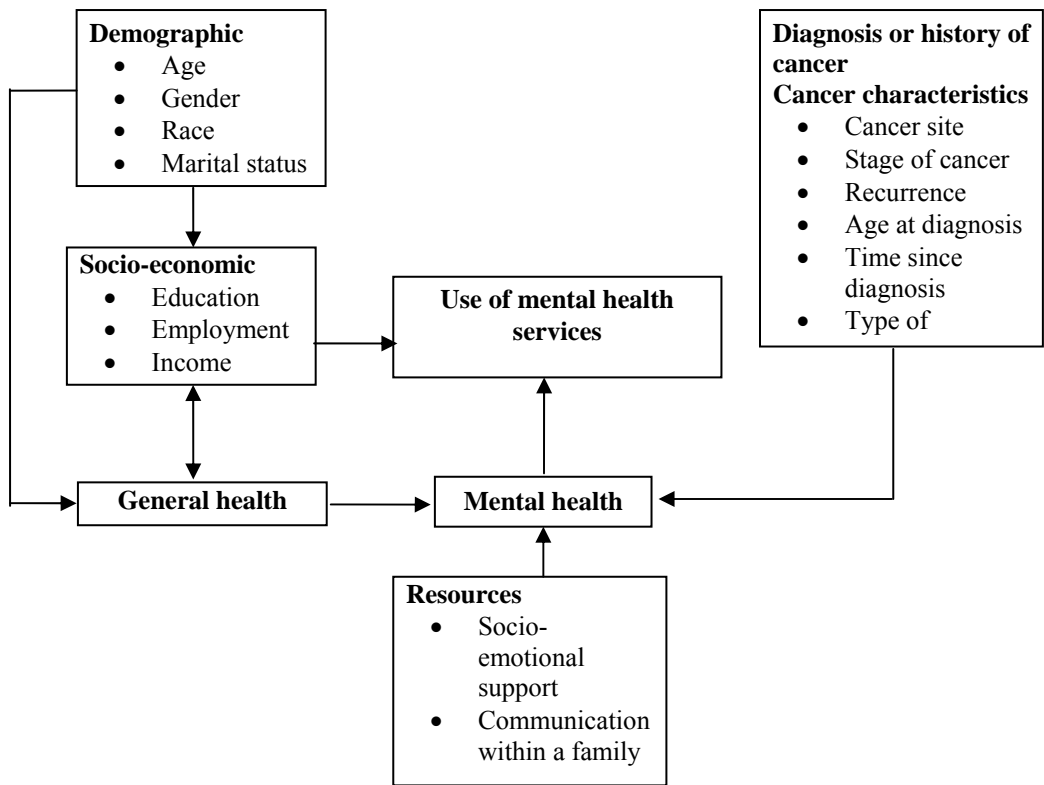 Demographic
• Age
• Gender
• Race
• Marital status
Diagnosis or history of
cancer
Cancer characteristics
• Cancer site
• Stage of cancer
• Recurrence
• Age at diagnosis
• Time since
diagnosis
• Type of
Socio-economic
• Education
• Employment
• Income
Use of mental health
services
General health
Mental health
Resources
• Socio-
emotional
support
• Communication
within a family